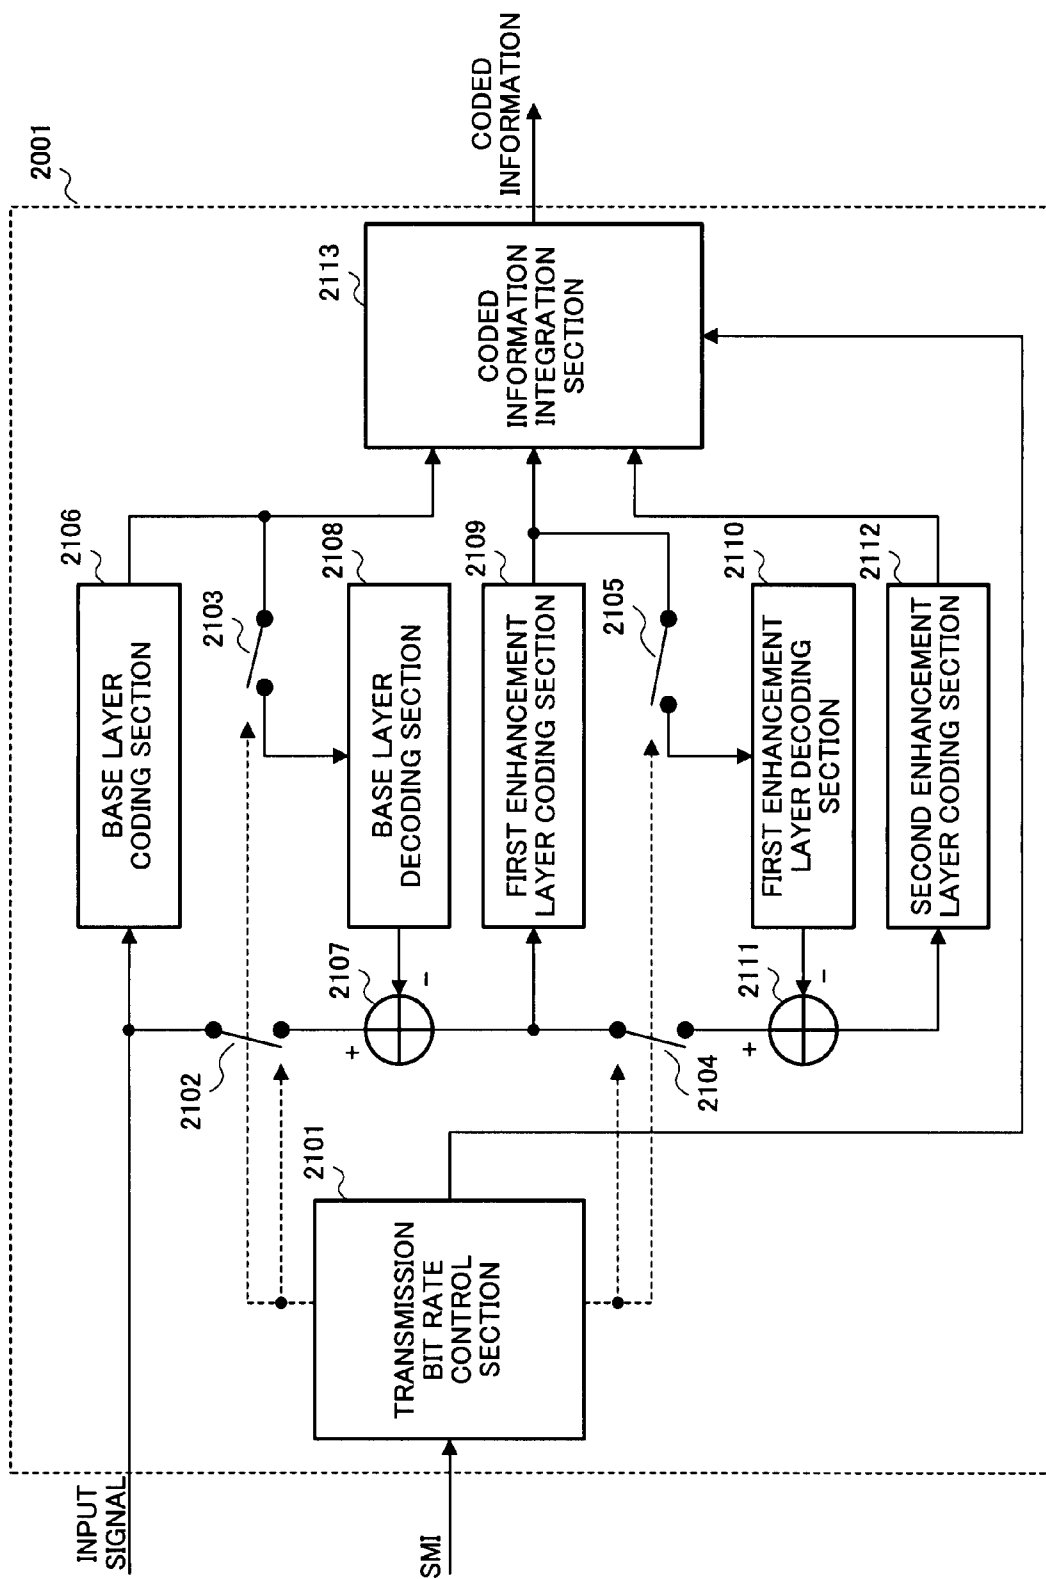 2001
INPUT
SIGNAL
SMI
TRANSMISSION
BIT RATE
CONTROL
SECTION
2101
2102
2103
2104
2105
BASE LAYER
CODING SECTION
2106
+
-
2107
BASE LAYER
DECODING SECTION
2108
FIRST ENHANCEMENT
LAYER CODING SECTION
2109
FIRST ENHANCEMENT
LAYER DECODING
SECTION
2110
+
-
2111
SECOND ENHANCEMENT
LAYER CODING SECTION
2112
CODED
INFORMATION
INTEGRATION
SECTION
2113
CODED
INFORMATION